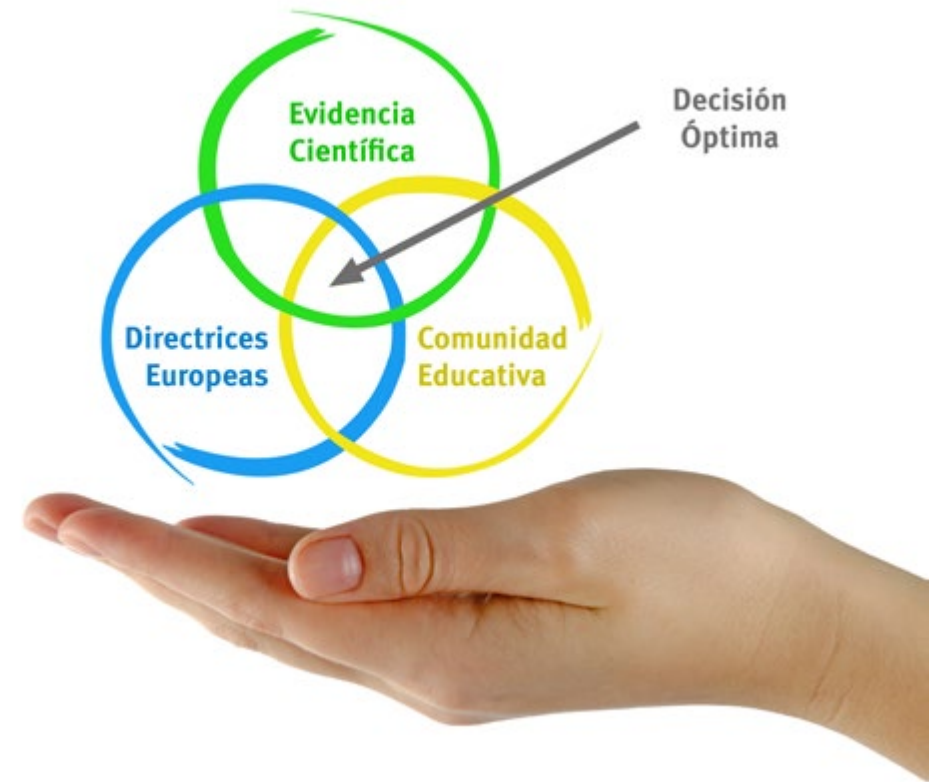 Evidencia
Científica
Decisión
Óptima
Directrices
Europeas
Comunidad
Educativa